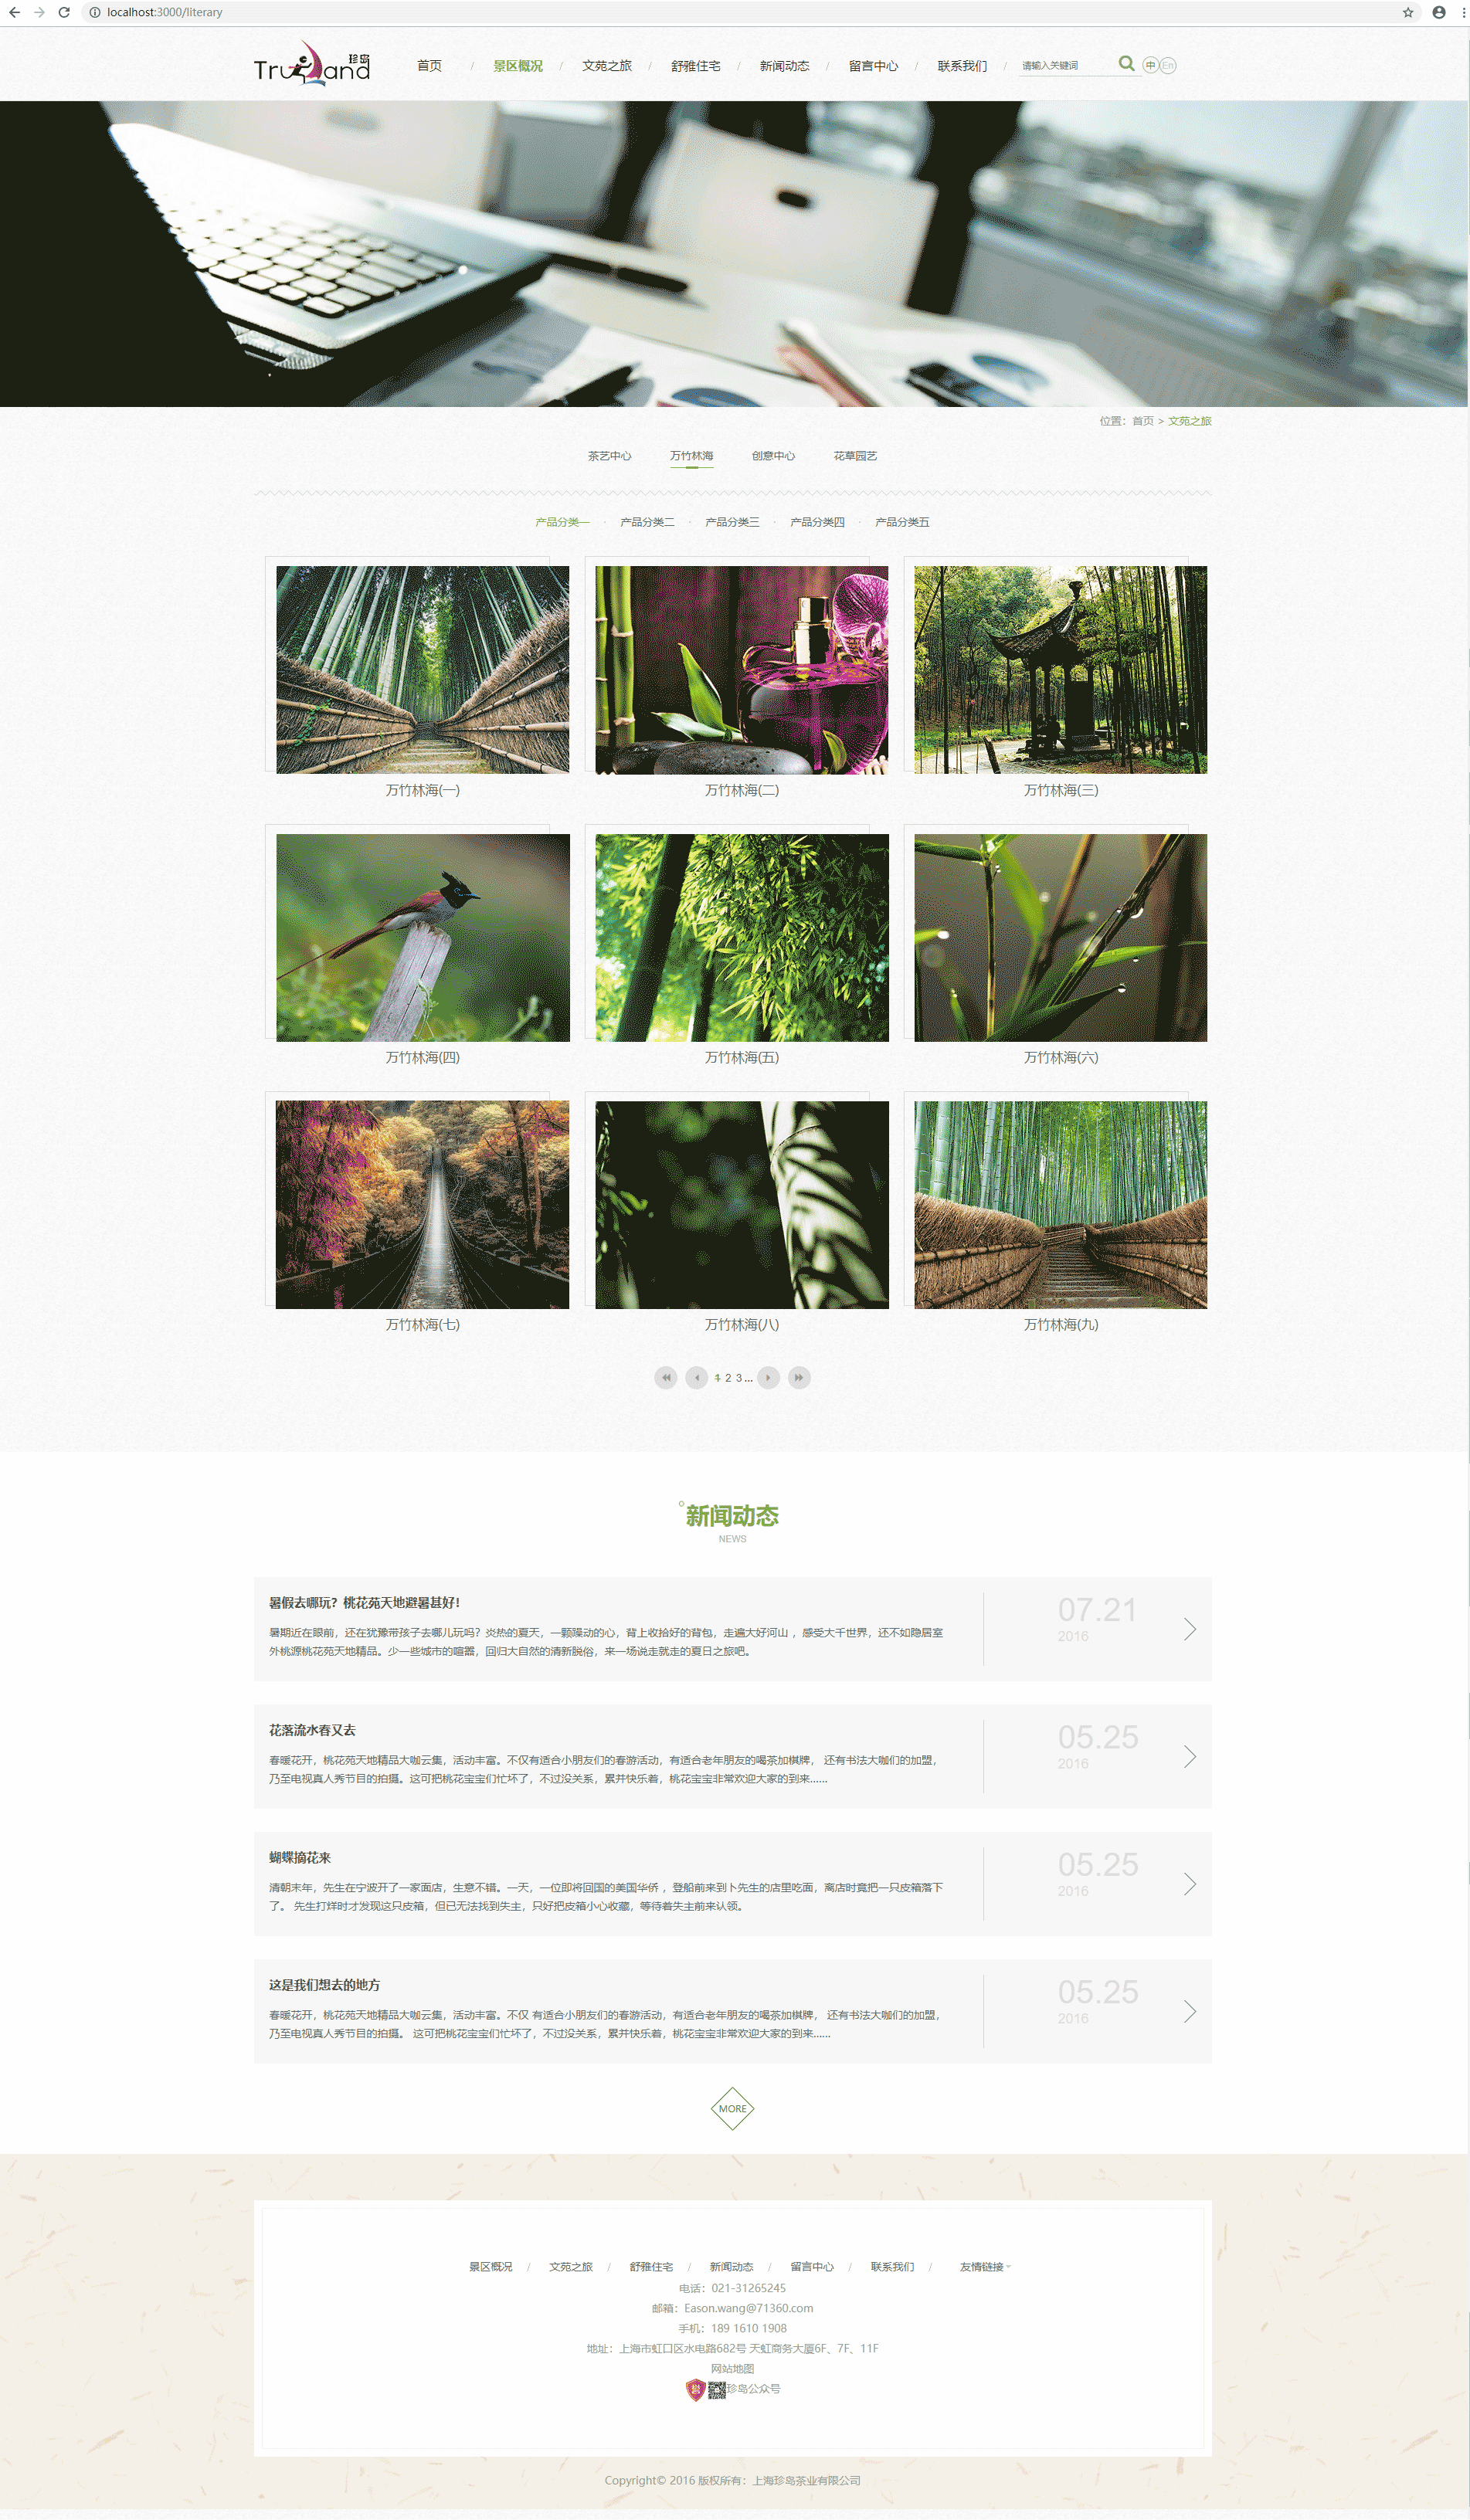 localhost:3000/literary
Trueland 珍岛
首页 / 景区概况 / 文苑之旅 / 舒雅住宅 / 新闻动态 / 留言中心 / 联系我们 / 请输入关键词 中 En
位置：首页 > 文苑之旅
茶艺中心 万竹林海 创意中心 花草园艺
产品分类一 · 产品分类二 · 产品分类三 · 产品分类四 · 产品分类五
万竹林海(一) 万竹林海(二) 万竹林海(三)
万竹林海(四) 万竹林海(五) 万竹林海(六)
万竹林海(七) 万竹林海(八) 万竹林海(九)
1 2 3 ...
新闻动态
NEWS
暑假去哪玩？桃花苑天地避暑甚好！
07.21
暑期近在眼前，还在犹豫带孩子去哪儿玩吗？炎热的夏天，一颗躁动的心，背上收拾好的背包，走遍大好河山 ，感受大千世界，还不如隐居室
2016
外桃源桃花苑天地精品。少一些城市的喧嚣，回归大自然的清新脱俗，来一场说走就走的夏日之旅吧。
花落流水春又去
05.25
春暖花开，桃花苑天地精品大咖云集，活动丰富。不仅有适合小朋友们的春游活动，有适合老年朋友的喝茶加棋牌， 还有书法大咖们的加盟，
2016
乃至电视真人秀节目的拍摄。这可把桃花宝宝们忙坏了，不过没关系，累并快乐着，桃花宝宝非常欢迎大家的到来......
蝴蝶摘花来
05.25
清朝末年，先生在宁波开了一家面店，生意不错。一天，一位即将回国的美国华侨 ，登船前来到卜先生的店里吃面，离店时竟把一只皮箱落下
2016
了。 先生打烊时才发现这只皮箱，但已无法找到失主，只好把皮箱小心收藏，等待着失主前来认领。
这是我们想去的地方
05.25
春暖花开，桃花苑天地精品大咖云集，活动丰富。不仅 有适合小朋友们的春游活动，有适合老年朋友的喝茶加棋牌， 还有书法大咖们的加盟，
2016
乃至电视真人秀节目的拍摄。 这可把桃花宝宝们忙坏了，不过没关系，累并快乐着，桃花宝宝非常欢迎大家的到来......
MORE
景区概况 / 文苑之旅 / 舒雅住宅 / 新闻动态 / 留言中心 / 联系我们 / 友情链接
电话：021-31265245
邮箱：Eason.wang@71360.com
手机：189 1610 1908
地址：上海市虹口区水电路682号 天虹商务大厦6F、7F、11F
网站地图
誉 珍岛公众号
Copyright© 2016 版权所有：上海珍岛茶业有限公司